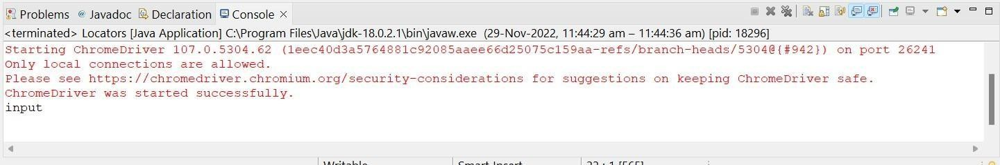 Problems @ Javadoc Declaration Console
<terminated> Locators [Java Application] C:\Program Files\Java\jdk-18.0.2.1\bin\javaw.exe (29-Nov-2022, 11:44:29 am – 11:44:36 am) [pid: 18296]
Starting ChromeDriver 107.0.5304.62 (1eec40d3a5764881c92085aaee66d25075c159aa-refs/branch-heads/5304@{#942}) on port 26241
Only local connections are allowed.
Please see https://chromedriver.chromium.org/security-considerations for suggestions on keeping ChromeDriver safe.
ChromeDriver was started successfully.
input
Writable Smart Insert 22 : 1 [565]